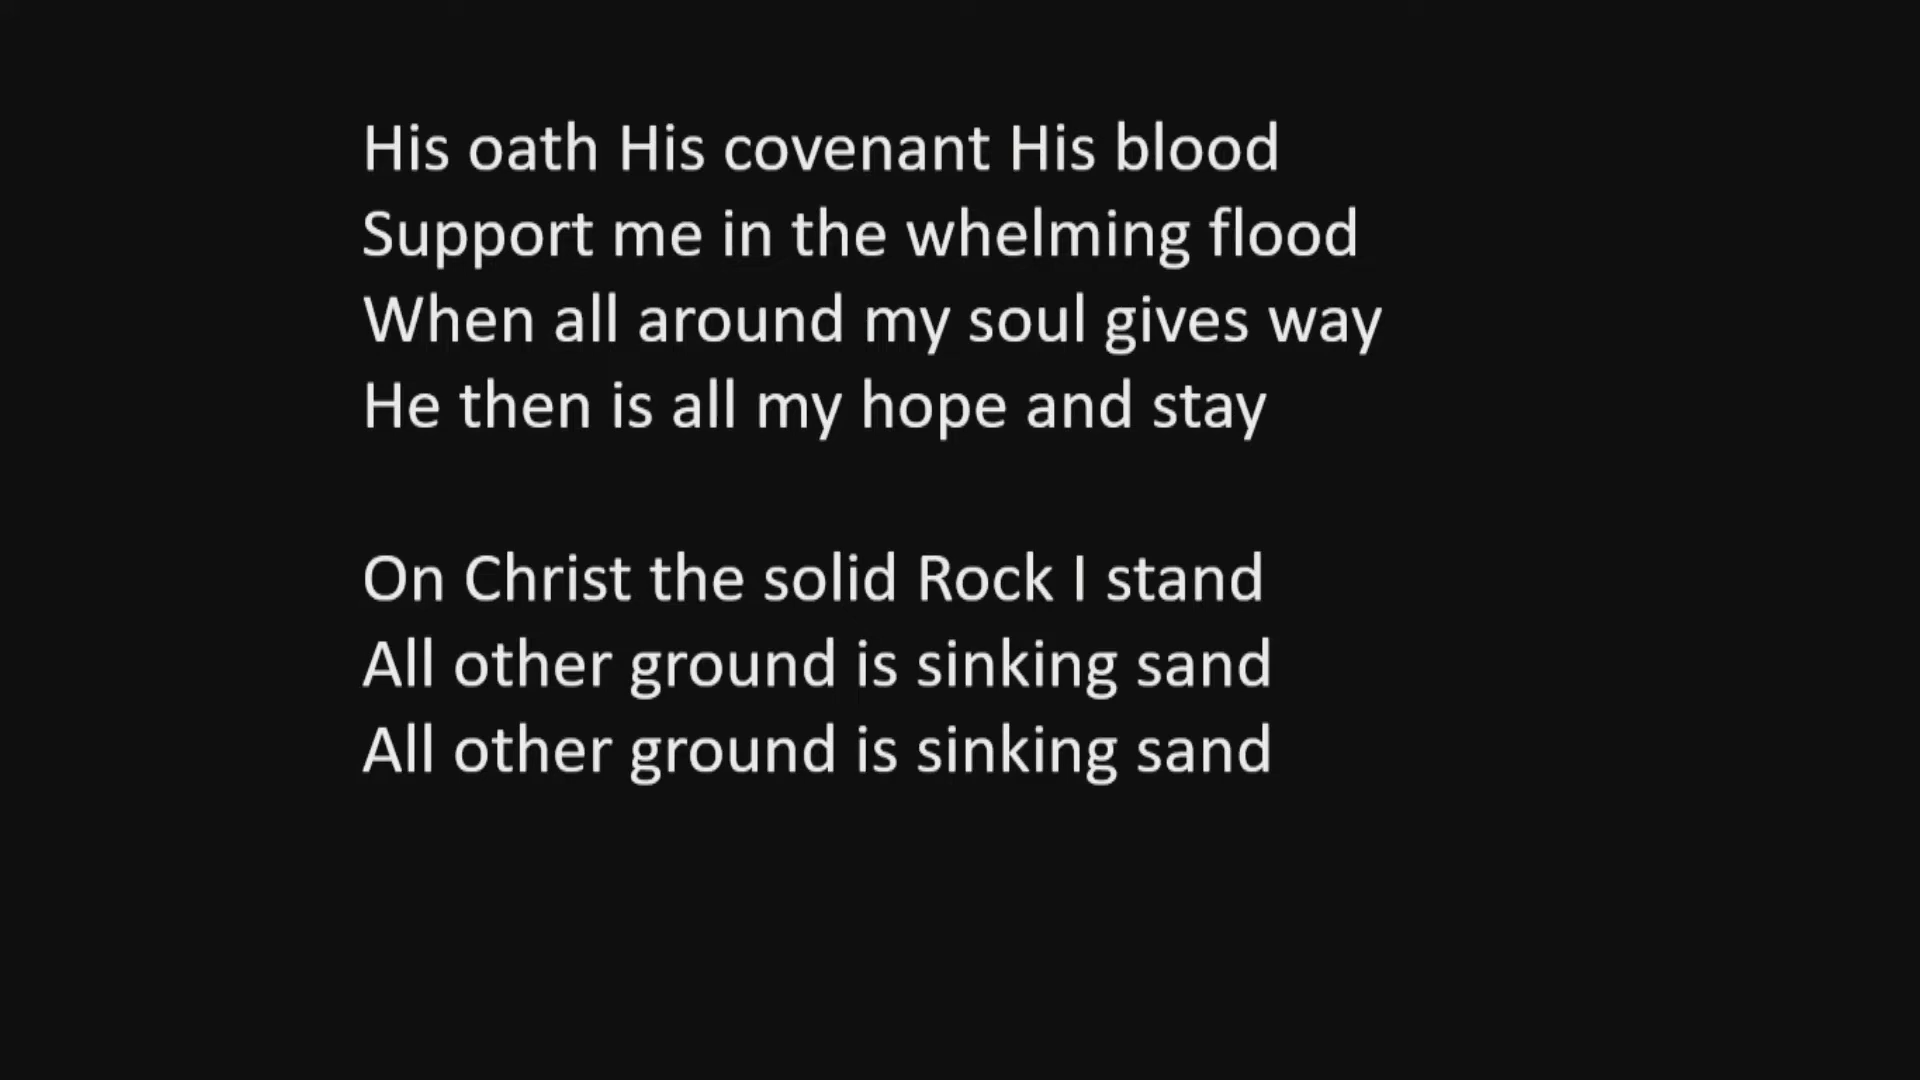 His oath His covenant His blood
Support me in the whelming flood
When all around my soul gives way
He then is all my hope and stay
On Christ the solid Rock I stand
All other ground is sinking sand
All other ground is sinking sand